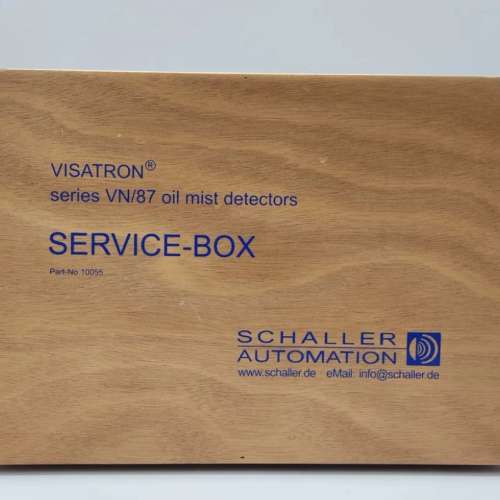 VISATRON®
series VN/87 oil mist detectors
SERVICE-BOX
Part-No 10055
SCHALLER
AUTOMATION
www.schaller.de eMail: info@schaller.de